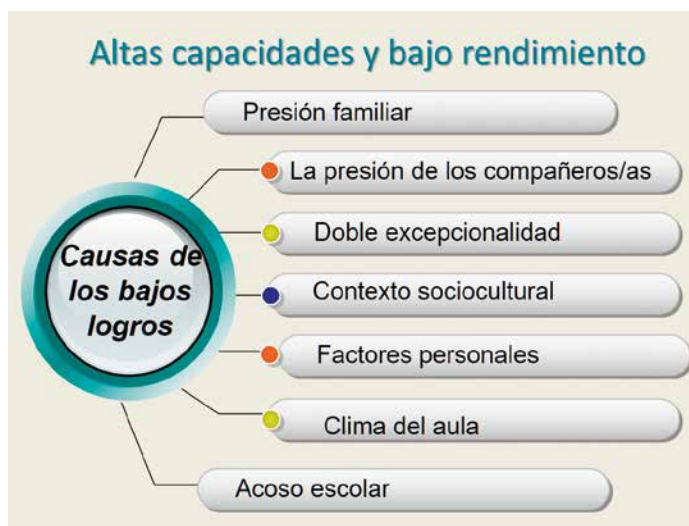 Altas capacidades y bajo rendimiento
Presión familiar
La presión de los compañeros/as
Doble excepcionalidad
Causas de
los bajos
logros
Contexto sociocultural
Factores personales
Clima del aula
Acoso escolar